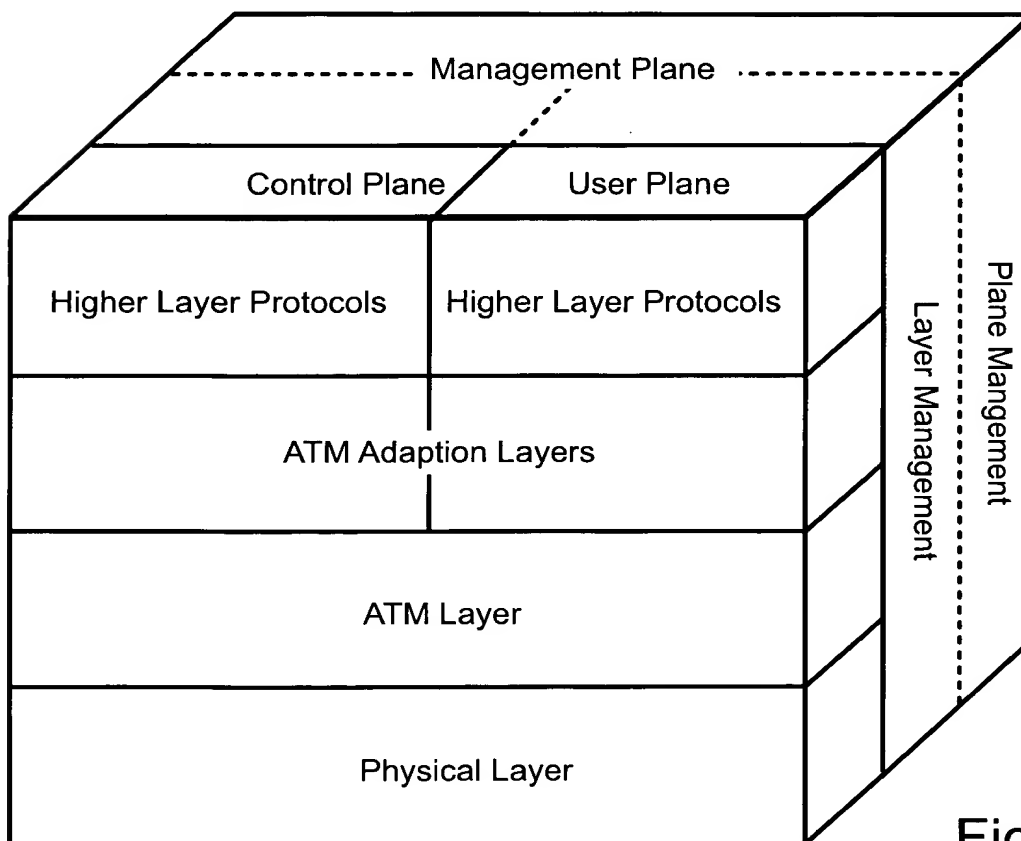 Management Plane
Control Plane
User Plane
Higher Layer Protocols
Higher Layer Protocols
ATM Adaption Layers
ATM Layer
Physical Layer
Layer Management
Plane Mangement